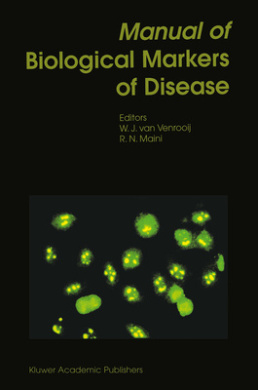 Manual of
Biological Markers
of Disease
Editors
W. J. van Venrooij
R. N. Maini
Kluwer Academic Publishers